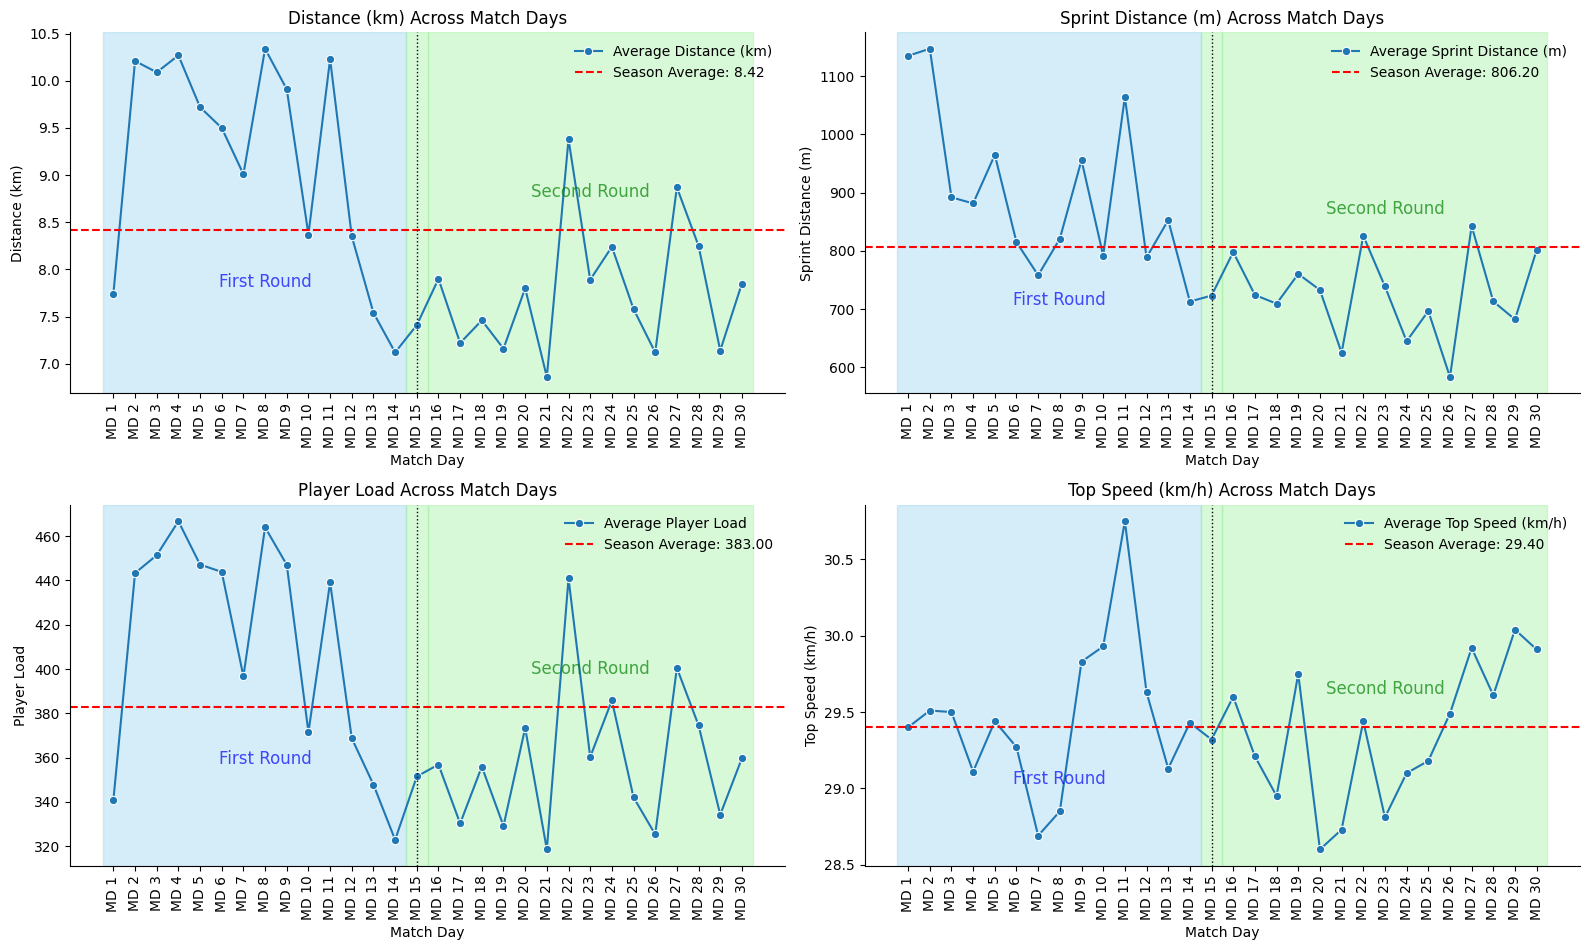 Distance (km) Across Match Days
Average Distance (km)
Season Average: 8.42
First Round
Second Round
Distance (km)
10.5
10.0
9.5
9.0
8.5
8.0
7.5
7.0
MD 1
MD 2
MD 3
MD 4
MD 5
MD 6
MD 7
MD 8
MD 9
MD 10
MD 11
MD 12
MD 13
MD 14
MD 15
MD 16
MD 17
MD 18
MD 19
MD 20
MD 21
MD 22
MD 23
MD 24
MD 25
MD 26
MD 27
MD 28
MD 29
MD 30
Match Day
Sprint Distance (m) Across Match Days
Average Sprint Distance (m)
Season Average: 806.20
First Round
Second Round
Sprint Distance (m)
1100
1000
900
800
700
600
MD 1
MD 2
MD 3
MD 4
MD 5
MD 6
MD 7
MD 8
MD 9
MD 10
MD 11
MD 12
MD 13
MD 14
MD 15
MD 16
MD 17
MD 18
MD 19
MD 20
MD 21
MD 22
MD 23
MD 24
MD 25
MD 26
MD 27
MD 28
MD 29
MD 30
Match Day
Player Load Across Match Days
Average Player Load
Season Average: 383.00
First Round
Second Round
Player Load
460
440
420
400
380
360
340
320
MD 1
MD 2
MD 3
MD 4
MD 5
MD 6
MD 7
MD 8
MD 9
MD 10
MD 11
MD 12
MD 13
MD 14
MD 15
MD 16
MD 17
MD 18
MD 19
MD 20
MD 21
MD 22
MD 23
MD 24
MD 25
MD 26
MD 27
MD 28
MD 29
MD 30
Match Day
Top Speed (km/h) Across Match Days
Average Top Speed (km/h)
Season Average: 29.40
First Round
Second Round
Top Speed (km/h)
30.5
30.0
29.5
29.0
28.5
MD 1
MD 2
MD 3
MD 4
MD 5
MD 6
MD 7
MD 8
MD 9
MD 10
MD 11
MD 12
MD 13
MD 14
MD 15
MD 16
MD 17
MD 18
MD 19
MD 20
MD 21
MD 22
MD 23
MD 24
MD 25
MD 26
MD 27
MD 28
MD 29
MD 30
Match Day